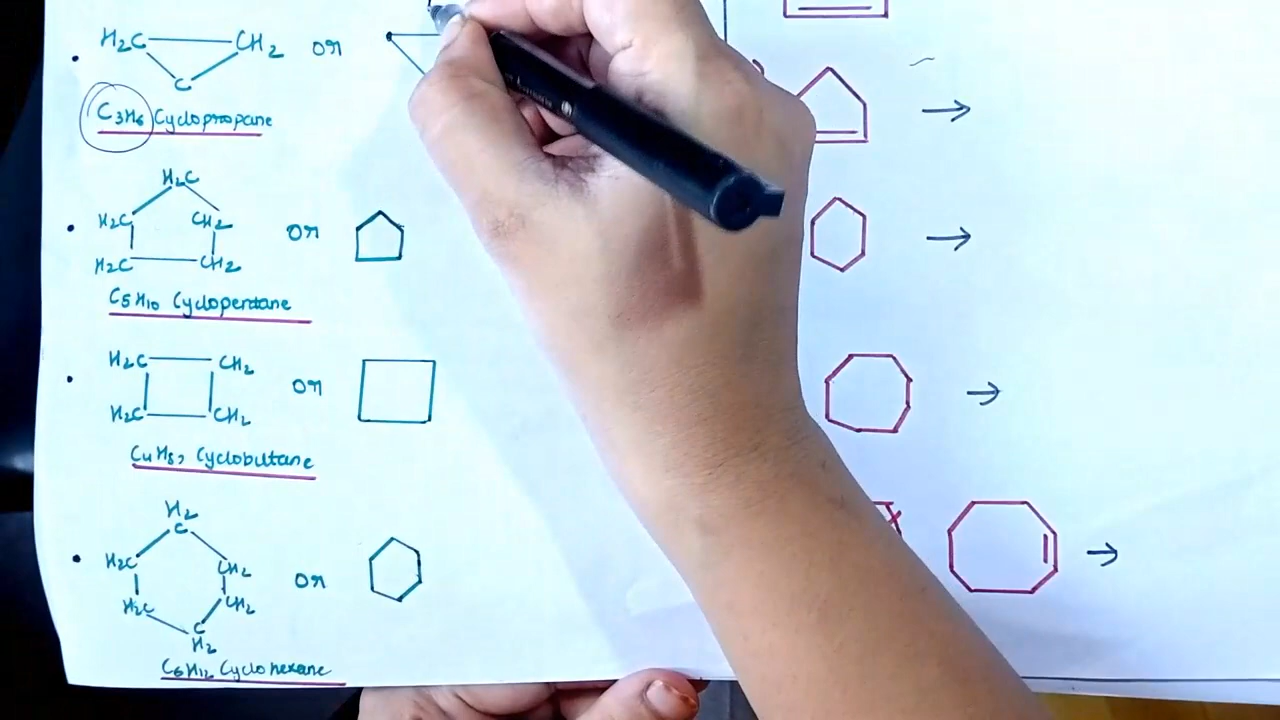 H₂C CH₂ or
C
C₃H₆ Cyclopropane
H₂C
H₂C CH₂ or
H₂C CH₂
C₅H₁₀ Cyclopentane
H₂C CH₂ or
H₂C CH₂
C₄H₈, Cyclobutane
H₂
C
H₂C CH₂ or
H₂C CH₂
C
H₂
C₆H₁₂ Cyclohexane